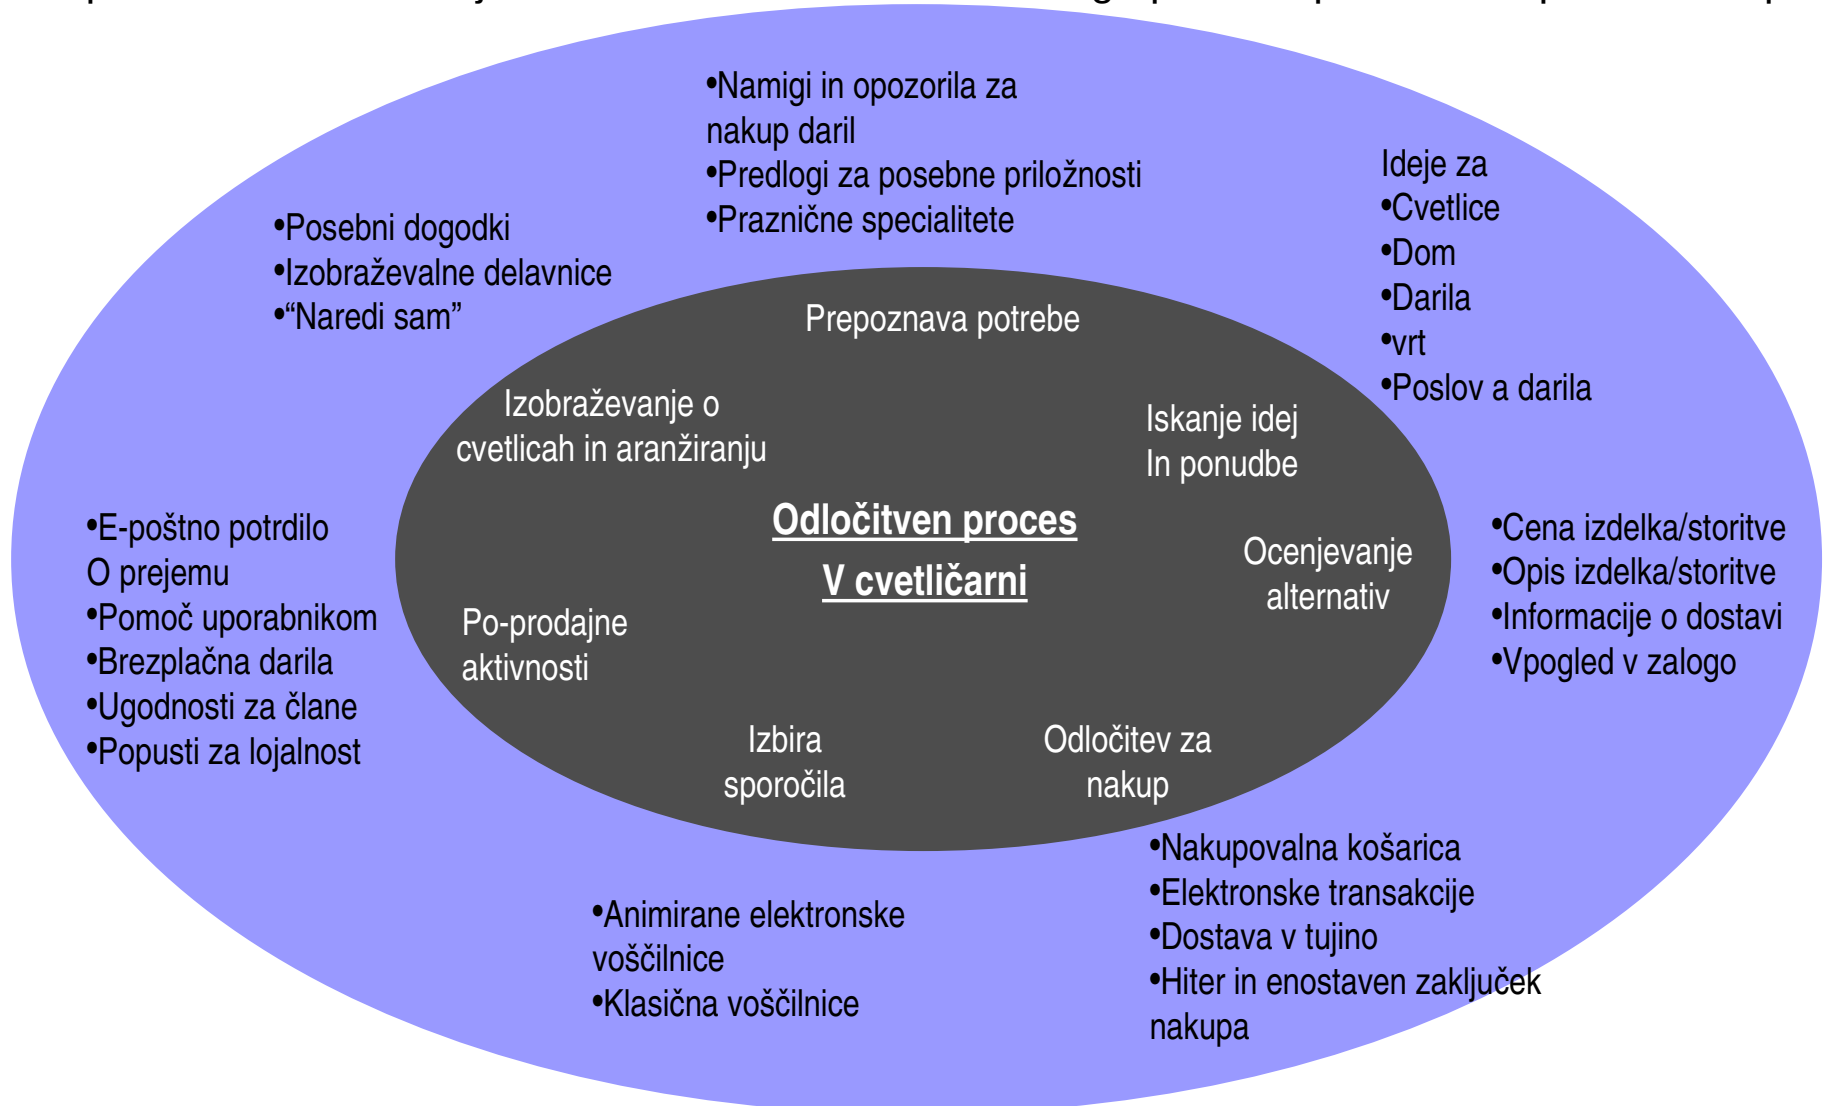 •Namigi in opozorila za
nakup daril
•Predlogi za posebne priložnosti
•Praznične specialitete
Ideje za
•Cvetlice
•Dom
•Darila
•vrt
•Poslov a darila
•Posebni dogodki
•Izobraževalne delavnice
•“Naredi sam”
Prepoznava potrebe
Izobraževanje o
cvetlicah in aranžiranju
Iskanje idej
In ponudbe
Odločitven proces
V cvetličarni
Ocenjevanje
alternativ
•Cena izdelka/storitve
•Opis izdelka/storitve
•Informacije o dostavi
•Vpogled v zalogo
•E-poštno potrdilo
O prejemu
•Pomoč uporabnikom
•Brezplačna darila
•Ugodnosti za člane
•Popusti za lojalnost
Po-prodajne
aktivnosti
Izbira
sporočila
Odločitev za
nakup
•Nakupovalna košarica
•Elektronske transakcije
•Dostava v tujino
•Hiter in enostaven zaključek
nakupa
•Animirane elektronske
voščilnice
•Klasična voščilnice